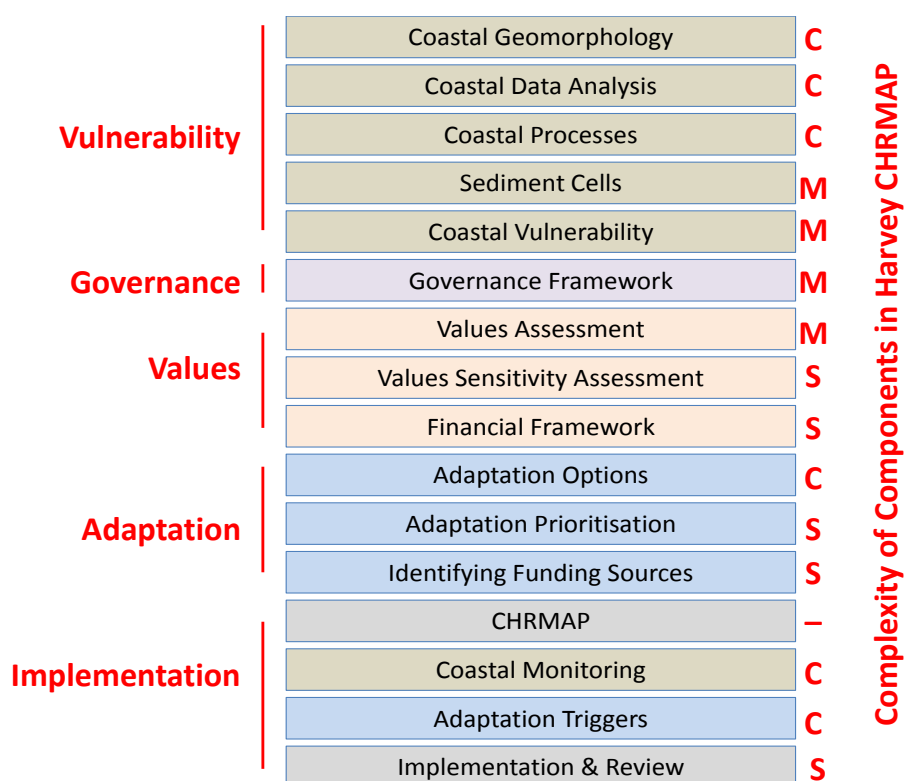 Vulnerability
Coastal Geomorphology C
Coastal Data Analysis C
Coastal Processes C
Sediment Cells M
Coastal Vulnerability M
Governance
Governance Framework M
Values
Values Assessment M
Values Sensitivity Assessment S
Financial Framework S
Adaptation
Adaptation Options C
Adaptation Prioritisation S
Identifying Funding Sources S
Implementation
CHRMAP –
Coastal Monitoring C
Adaptation Triggers C
Implementation & Review S
Complexity of Components in Harvey CHRMAP